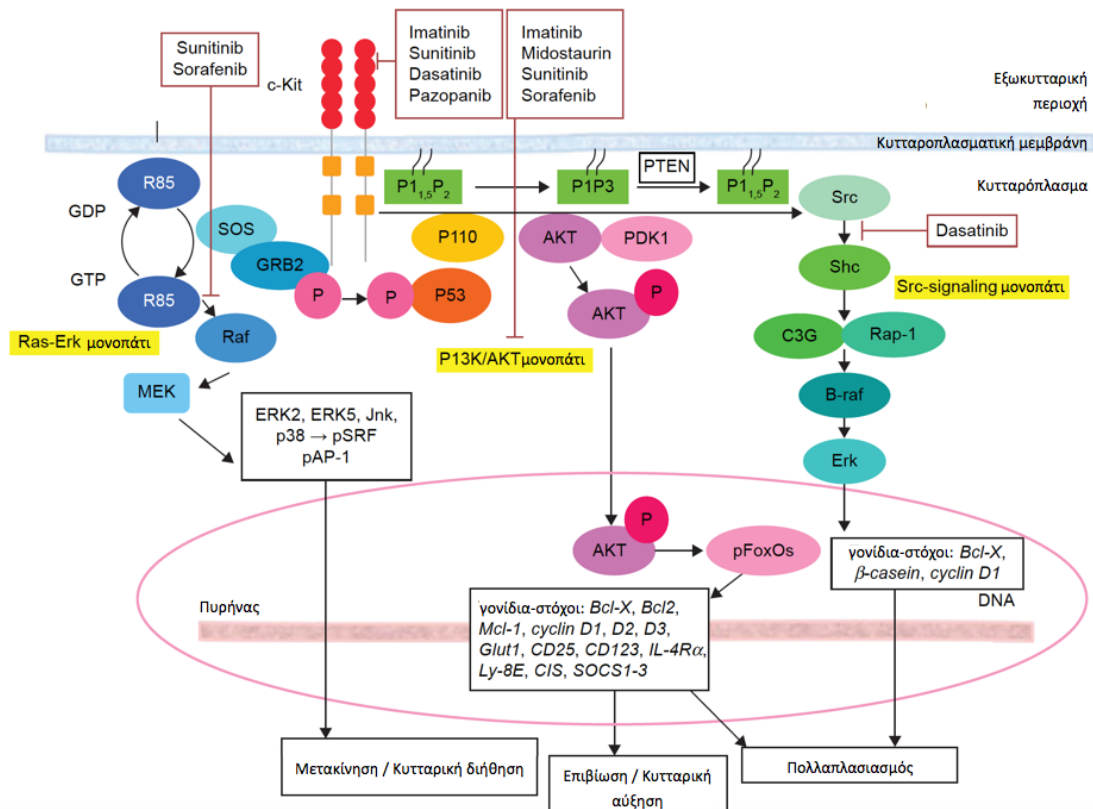 Sunitinib
Sorafenib
c-Kit
Imatinib
Sunitinib
Dasatinib
Pazopanib
Imatinib
Midostaurin
Sunitinib
Sorafenib
Εξωκυτταρική
περιοχή
Κυτταροπλασματική μεμβράνη
Κυτταρόπλασμα
R85
GDP
GTP
R85
SOS
GRB2
P
P
P1₁,₅P₂
P1P3
PTEN
P1₁,₅P₂
P110
P53
AKT
PDK1
AKT
P
Src
Dasatinib
Shc
Src-signaling μονοπάτι
C3G
Rap-1
B-raf
Erk
Ras-Erk μονοπάτι
Raf
MEK
P13K/AKT μονοπάτι
ERK2, ERK5, Jnk,
p38 → pSRF
pAP-1
P
AKT
pFoxOs
γονίδια-στόχοι: Bcl-X,
β-casein, cyclin D1
DNA
Πυρήνας
γονίδια-στόχοι: Bcl-X, Bcl2,
Mcl-1, cyclin D1, D2, D3,
Glut1, CD25, CD123, IL-4Rα,
Ly-8E, CIS, SOCS1-3
Μετακίνηση / Κυτταρική διήθηση
Επιβίωση / Κυτταρική
αύξηση
Πολλαπλασιασμός